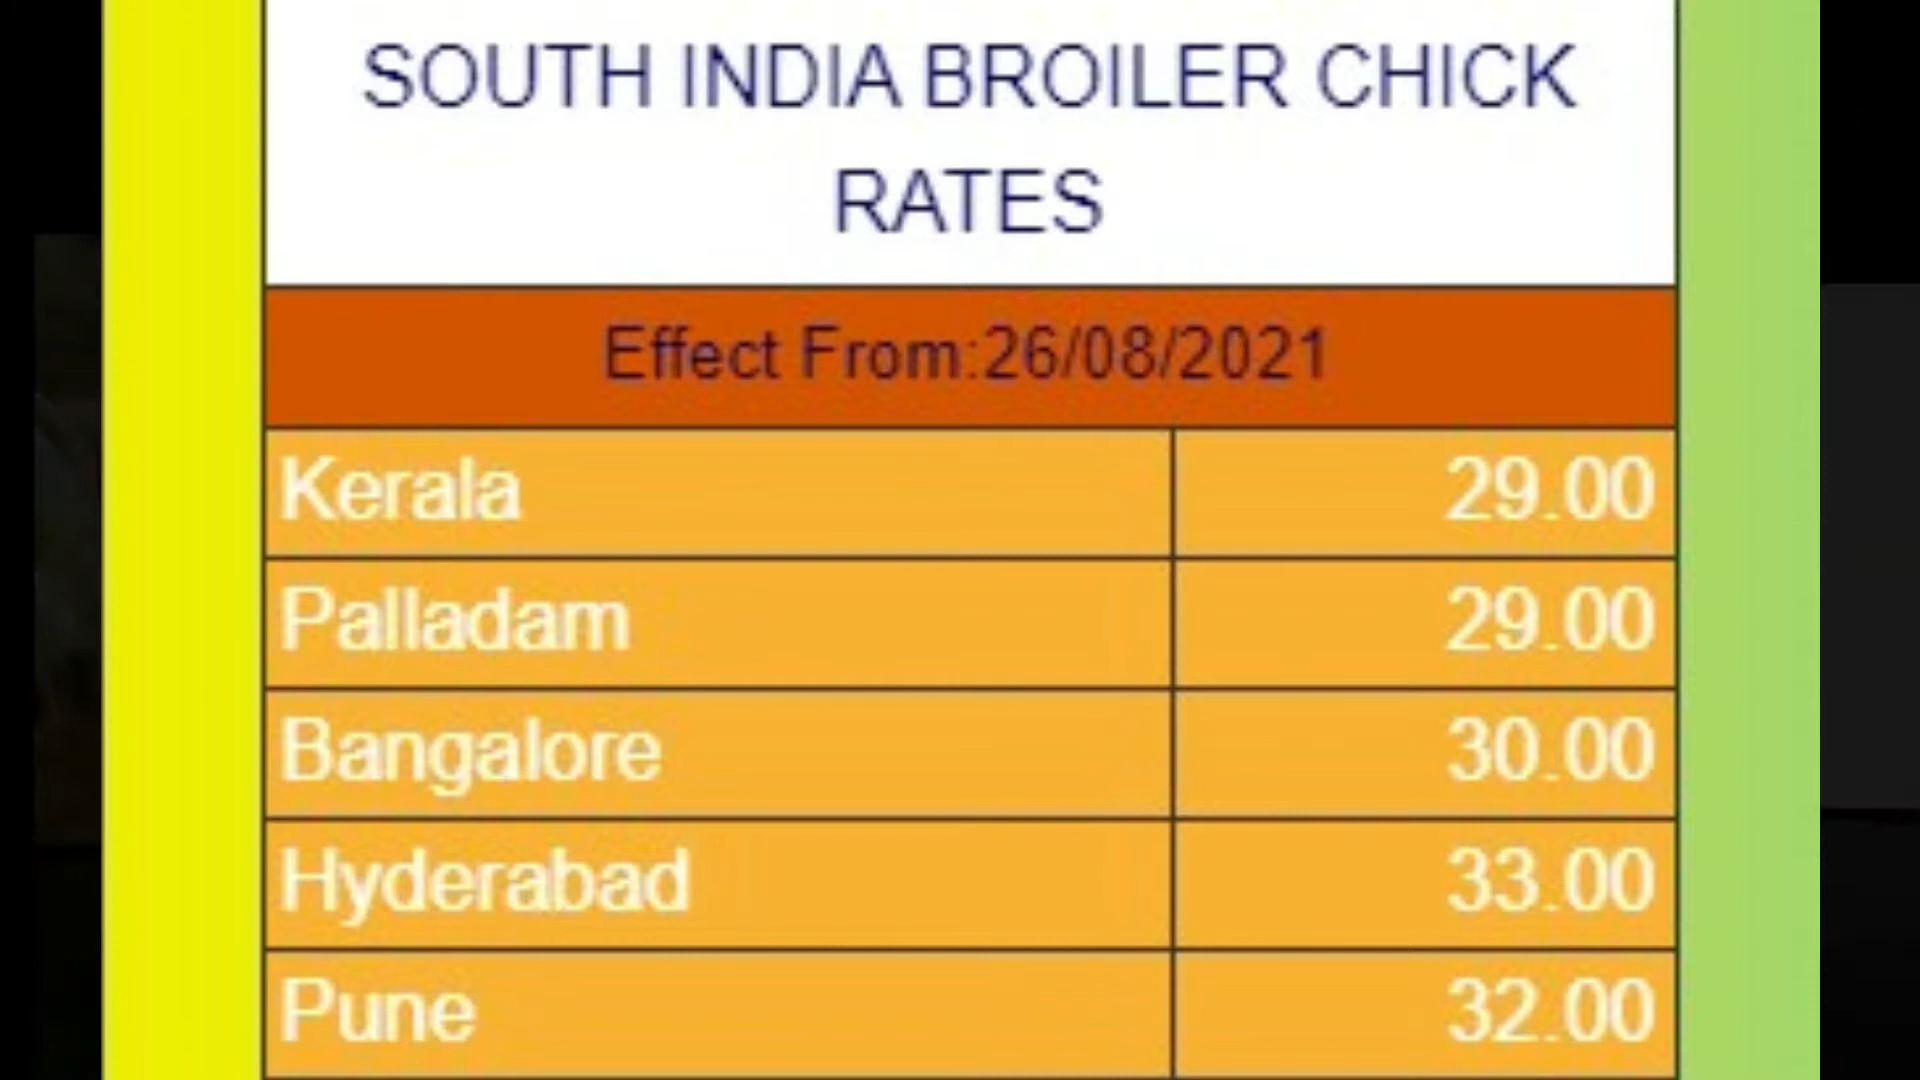 SOUTH INDIA BROILER CHICK
RATES
Effect From:26/08/2021
Kerala 29.00
Palladam 29.00
Bangalore 30.00
Hyderabad 33.00
Pune 32.00